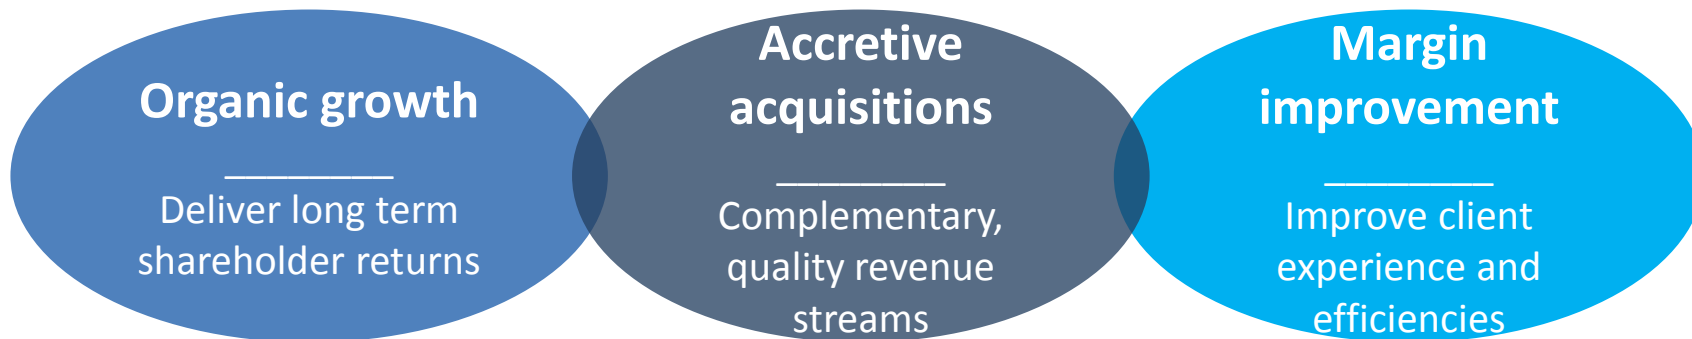 Organic growth
________
Deliver long term
shareholder returns
Accretive
acquisitions
________
Complementary,
quality revenue
streams
Margin
improvement
________
Improve client
experience and
efficiencies